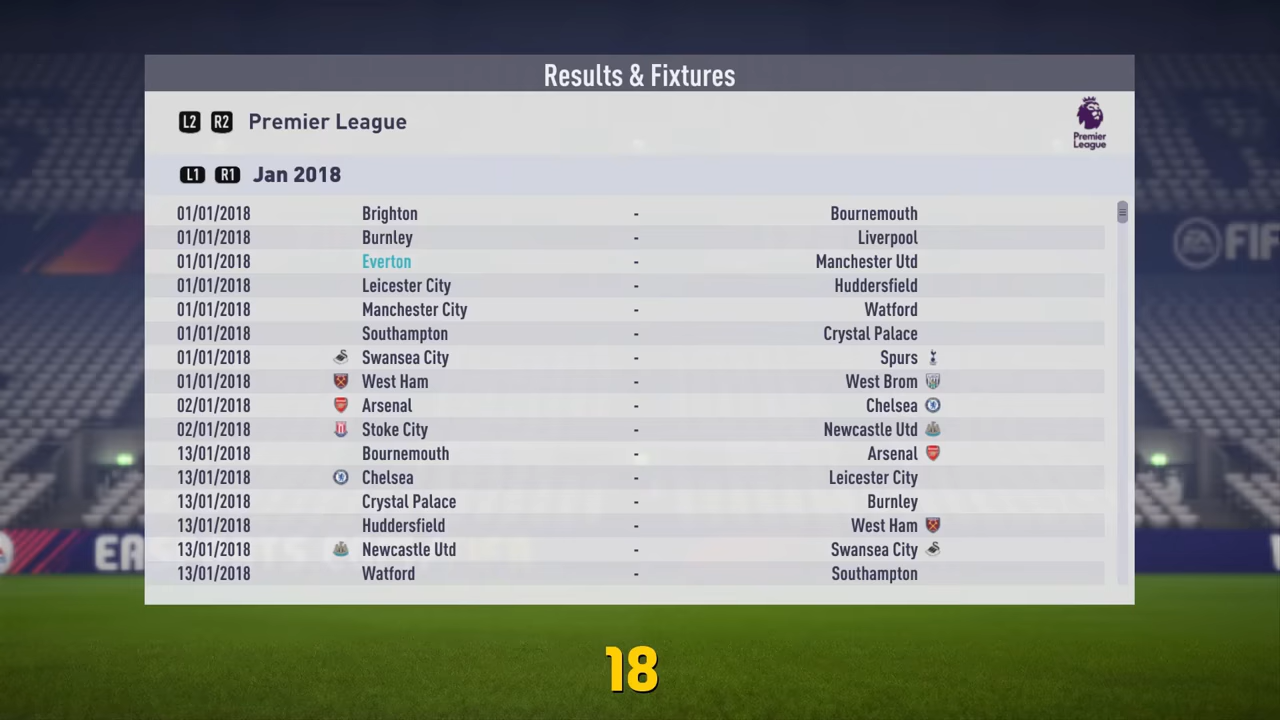 Results & Fixtures
L2 R2 Premier League
Premier
League
L1 R1 Jan 2018
01/01/2018 Brighton - Bournemouth
01/01/2018 Burnley - Liverpool
01/01/2018 Everton - Manchester Utd
01/01/2018 Leicester City - Huddersfield
01/01/2018 Manchester City - Watford
01/01/2018 Southampton - Crystal Palace
01/01/2018 Swansea City - Spurs
01/01/2018 West Ham - West Brom
02/01/2018 Arsenal - Chelsea
02/01/2018 Stoke City - Newcastle Utd
13/01/2018 Bournemouth - Arsenal
13/01/2018 Chelsea - Leicester City
13/01/2018 Crystal Palace - Burnley
13/01/2018 Huddersfield - West Ham
13/01/2018 Newcastle Utd - Swansea City
13/01/2018 Watford - Southampton
EA FIF
EA
18